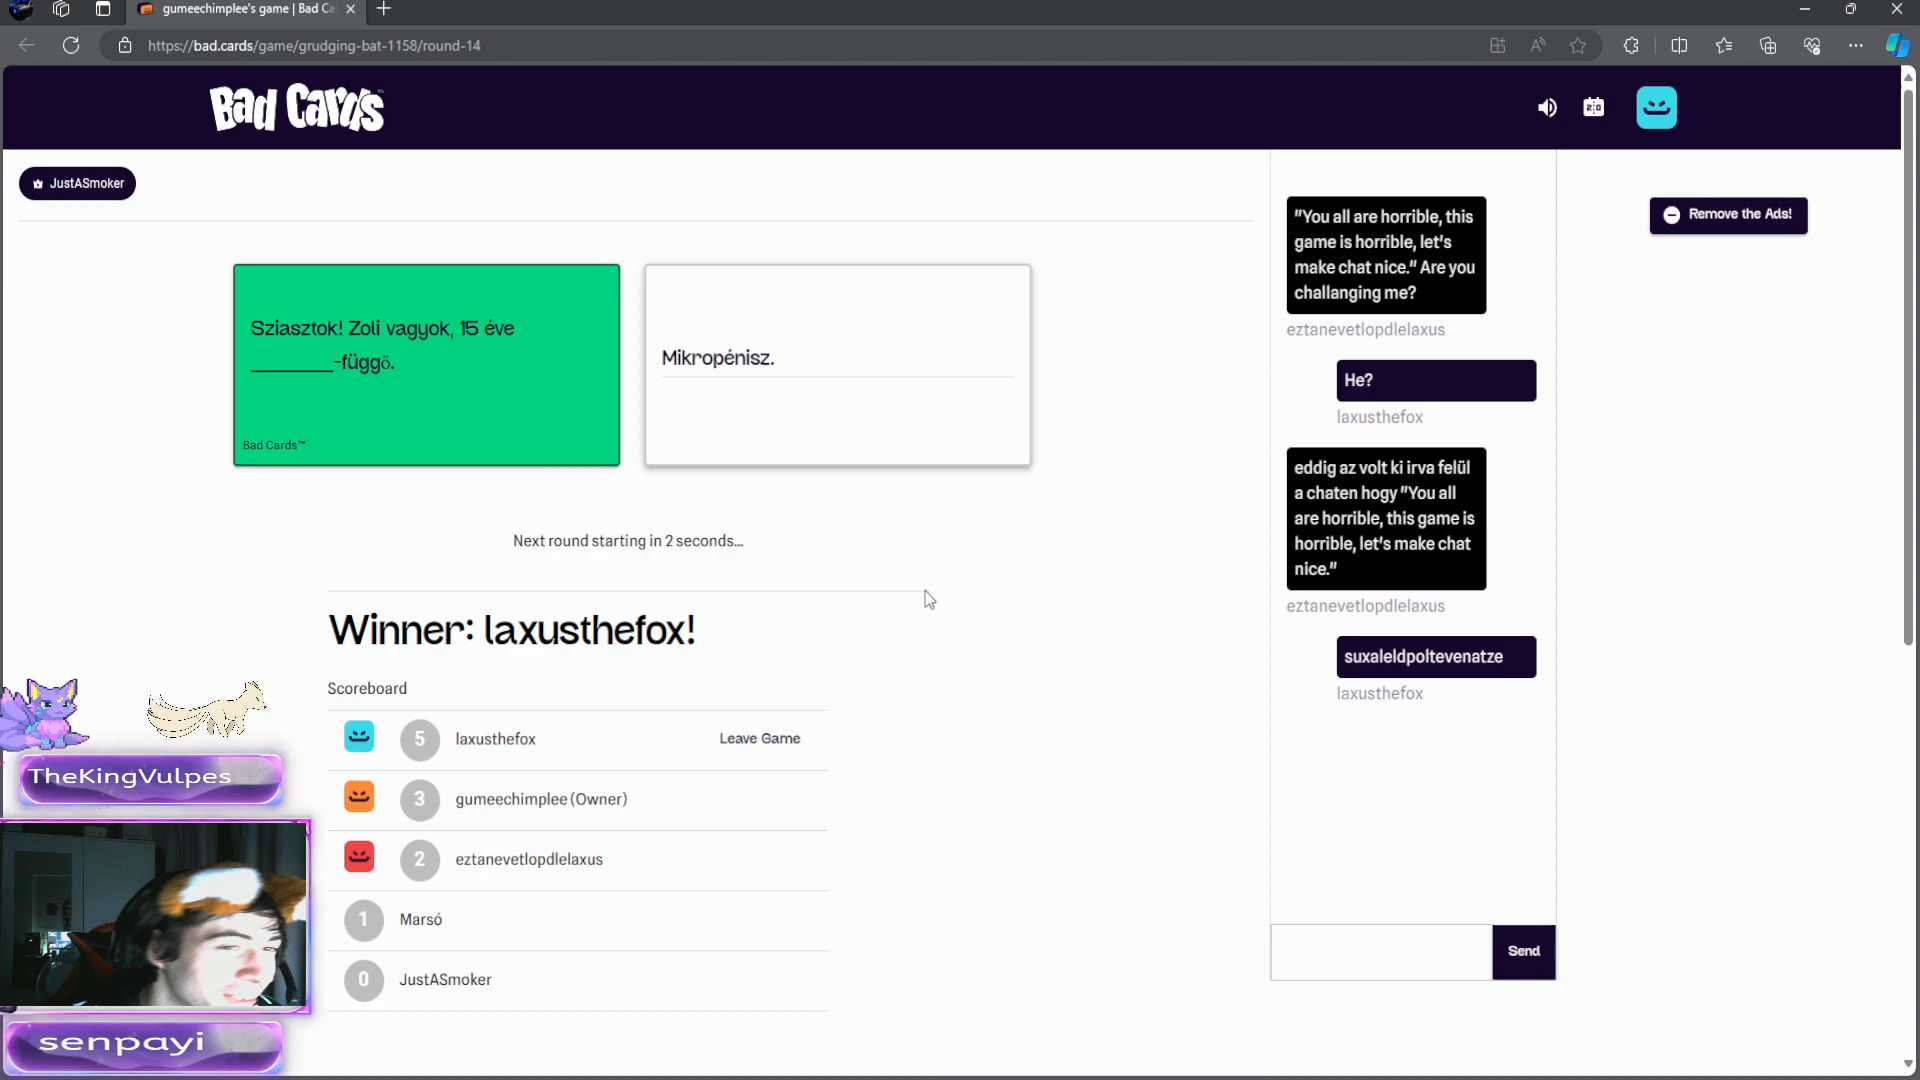 gumeechimplee's game | Bad Ca
https://bad.cards/game/grudging-bat-1158/round-14
Bad Cards
JustASmoker
Sziasztok! Zoli vagyok, 15 éve
________-függő.
Bad Cards™
Mikropénisz.
Next round starting in 2 seconds...
Winner: laxusthefox!
Scoreboard
5 laxusthefox Leave Game
3 gumeechimplee (Owner)
2 eztanevetlopdlelaxus
1 Marsó
0 JustASmoker
"You all are horrible, this
game is horrible, let's
make chat nice." Are you
challanging me?
eztanevetlopdlelaxus
He?
laxusthefox
eddig az volt ki irva felül
a chaten hogy "You all
are horrible, this game is
horrible, let's make chat
nice."
eztanevetlopdlelaxus
suxaleldpoltevenatze
laxusthefox
Send
Remove the Ads!
TheKingVulpes
senpayi